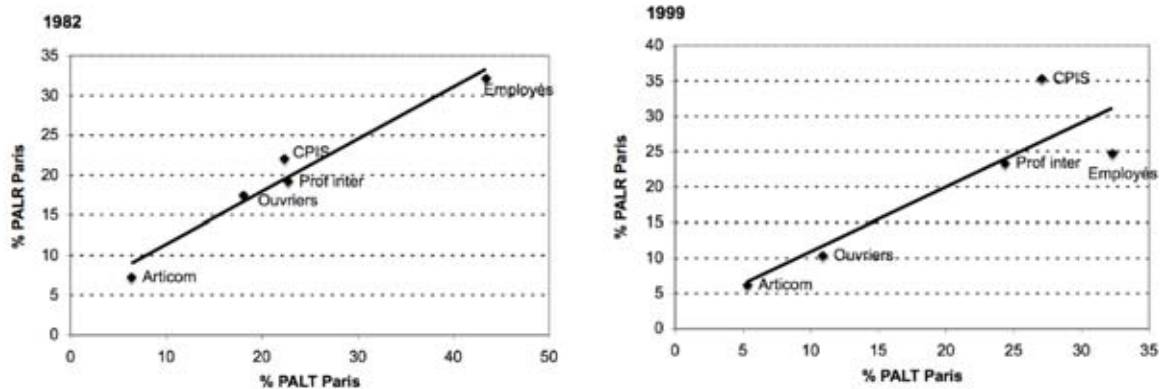 1982
35
30
25
20
15
10
5
0
% PALR Paris
Employés
CPIS
Prof inter
Ouvriers
Articom
0 10 20 30 40 50
% PALT Paris
1999
40
35
30
25
20
15
10
5
0
% PALR Paris
CPIS
Prof inter
Employés
Ouvriers
Articom
0 5 10 15 20 25 30 35
% PALT Paris